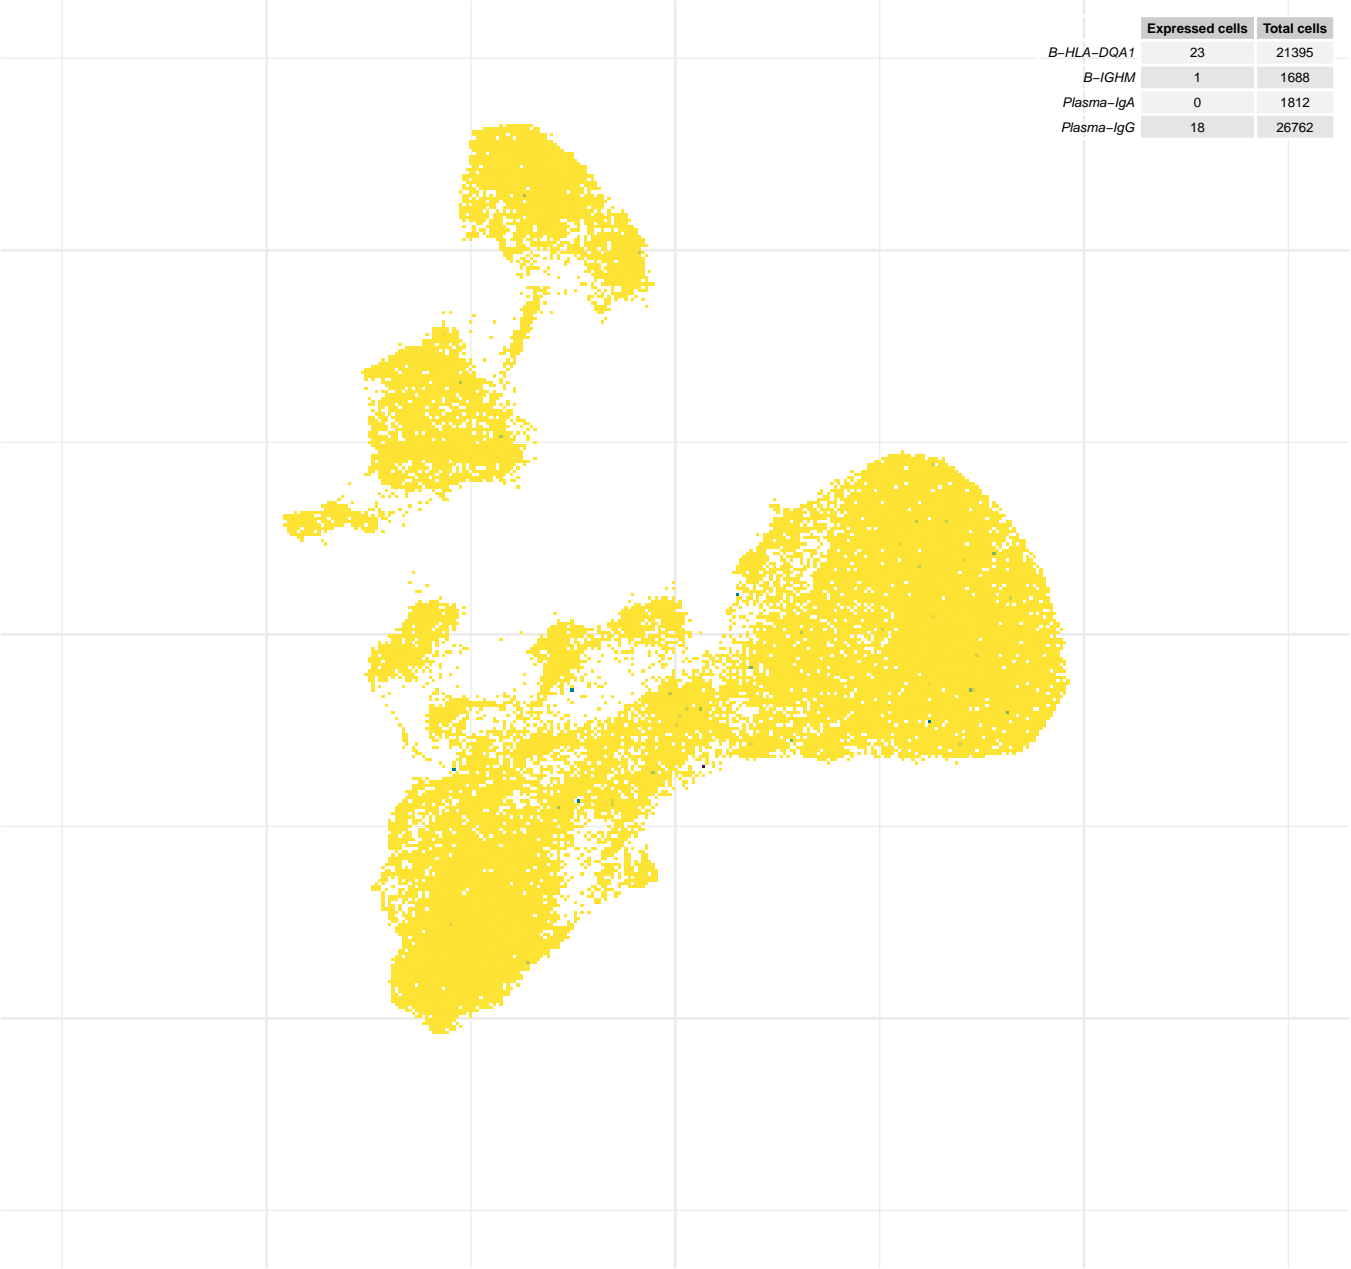 Expressed cells Total cells
B−HLA−DQA1 23 21395
B−IGHM 1 1688
Plasma−IgA 0 1812
Plasma−IgG 18 26762